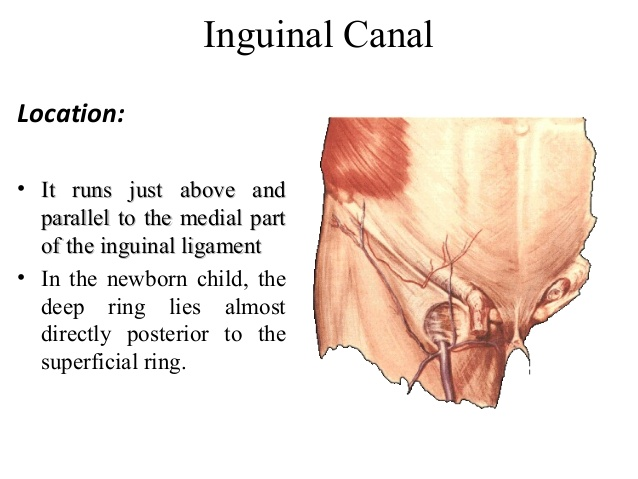 Inguinal Canal
Location:
• It runs just above and
parallel to the medial part
of the inguinal ligament
• In the newborn child, the
deep ring lies almost
directly posterior to the
superficial ring.